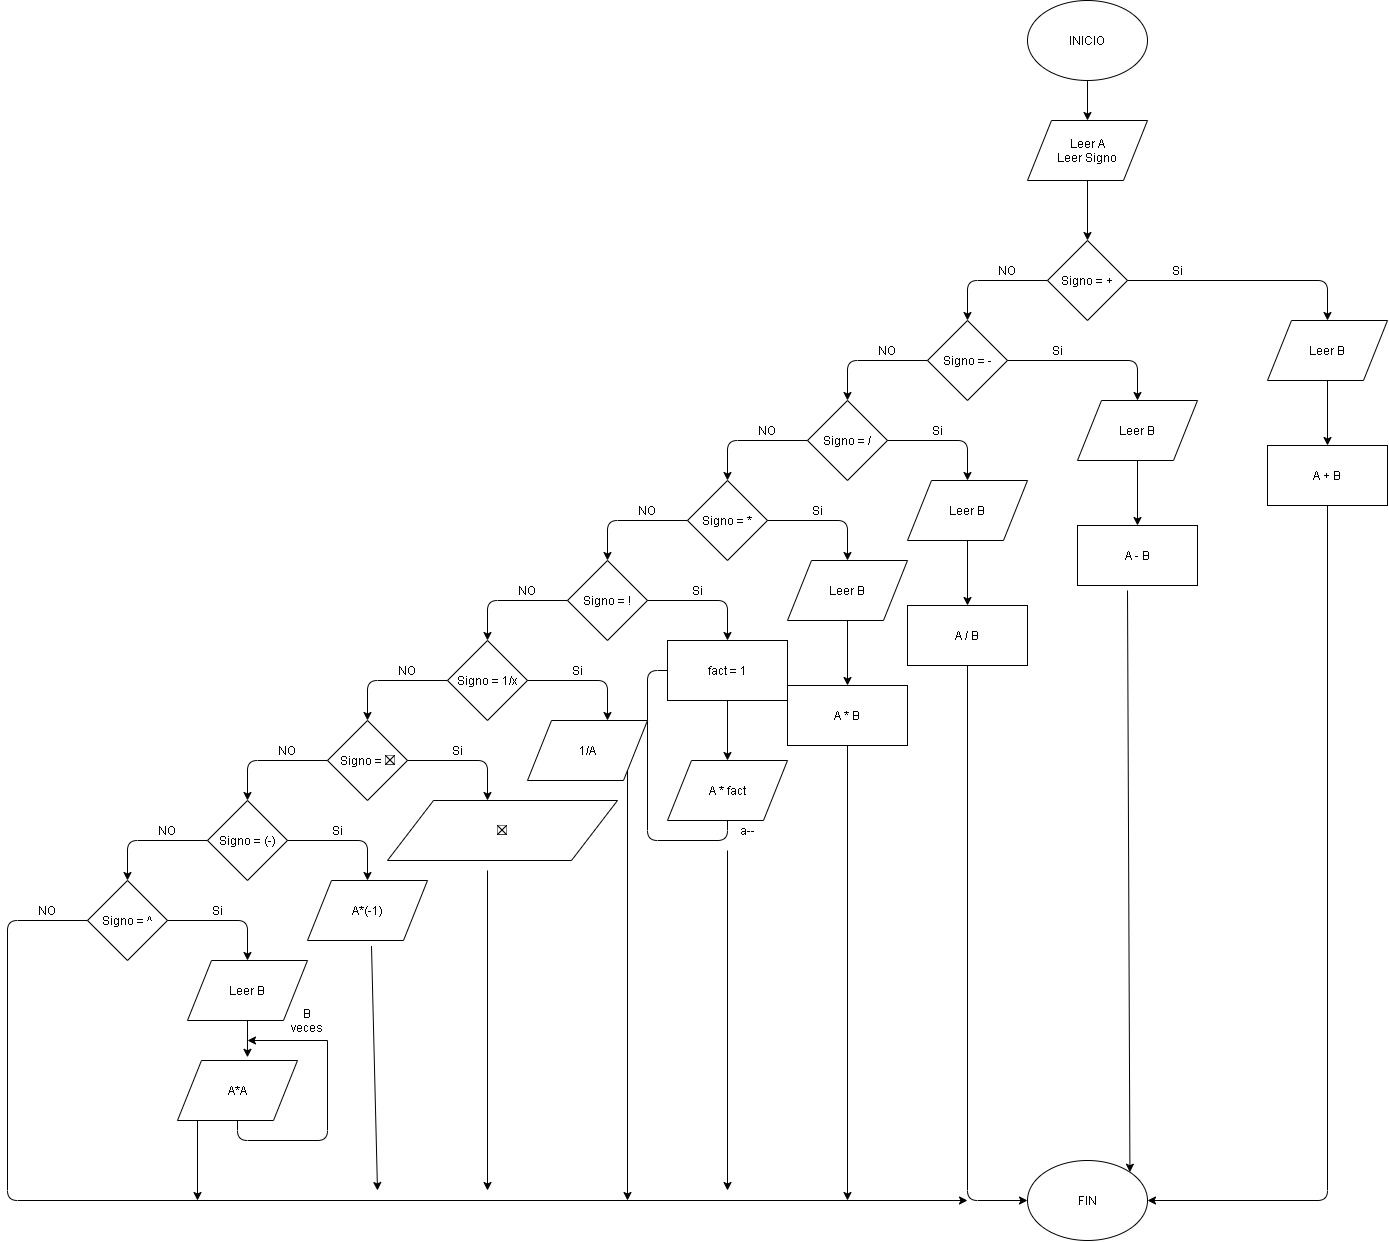 INICIO
Leer A
Leer Signo
NO
Signo = +
Si
NO
Signo = -
Si
Leer B
NO
Signo = /
Si
Leer B
A + B
NO
Signo = *
Si
Leer B
A - B
NO
Signo = !
Si
Leer B
A / B
NO
Signo = 1/x
Si
fact = 1
A * B
NO
Signo =
Si
1/A
A * fact
a--
NO
Signo = (-)
Si
NO
Signo = ^
Si
A*(-1)
Leer B
B
veces
A*A
FIN